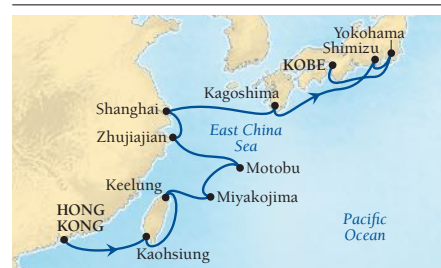 Yokohama
Shimizu
KOBE
Kagoshima
Shanghai
East China
Sea
Zhujiajian
Motobu
Keelung
Miyakojima
HONG
KONG
Pacific
Ocean
Kaohsiung